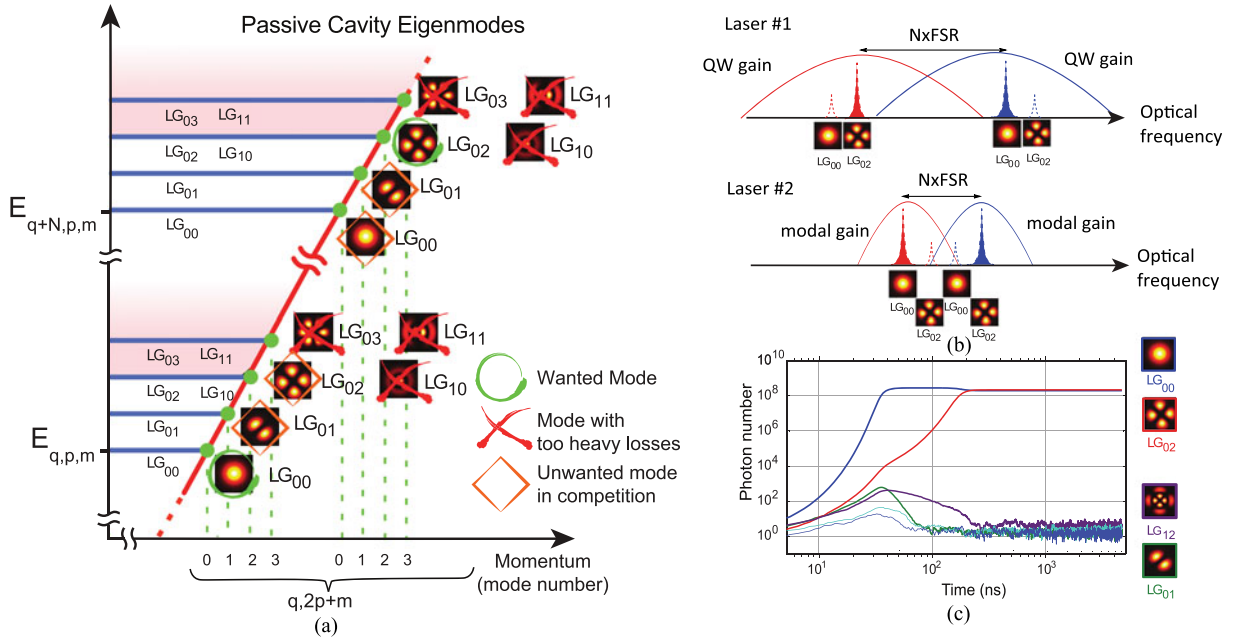 Passive Cavity Eigenmodes
LG03 LG11
LG03 LG11
LG02 LG10
LG02 LG10
LG01
LG01
E q+N,p,m
LG00
LG00
LG03 LG11
LG03 LG11
LG02 LG10
LG02 LG10
LG01
LG01
E q,p,m
LG00
LG00
Wanted Mode
Mode with
too heavy losses
Unwanted mode
in competition
0 1 2 3 0 1 2 3
Momentum
(mode number)
q,2p+m
(a)
Laser #1
NxFSR
QW gain
QW gain
Optical
frequency
LG00 LG02
LG00 LG02
Laser #2
NxFSR
modal gain
modal gain
Optical
frequency
LG00 LG00
LG02 LG02
(b)
Photon number
10^10
10^8
10^6
10^4
10^2
10^0
10^1 10^2 10^3
Time (ns)
(c)
LG00
LG02
LG12
LG01